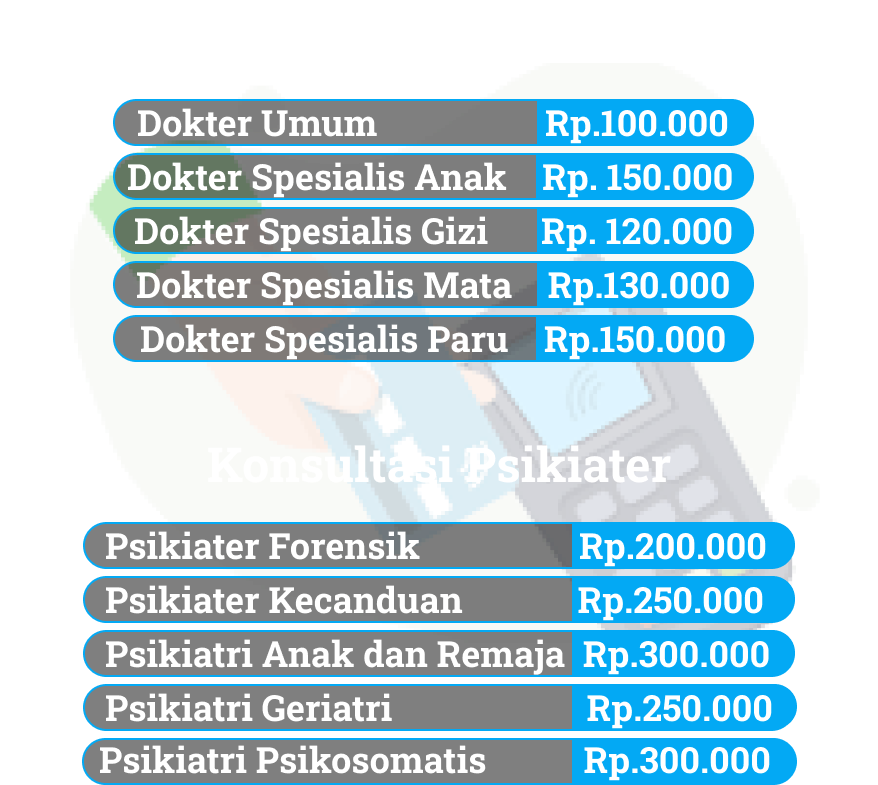 Dokter Umum Rp.100.000
Dokter Spesialis Anak Rp. 150.000
Dokter Spesialis Gizi Rp. 120.000
Dokter Spesialis Mata Rp.130.000
Dokter Spesialis Paru Rp.150.000
Konsultasi Psikiater
Psikiater Forensik Rp.200.000
Psikiater Kecanduan Rp.250.000
Psikiatri Anak dan Remaja Rp.300.000
Psikiatri Geriatri Rp.250.000
Psikiatri Psikosomatis Rp.300.000